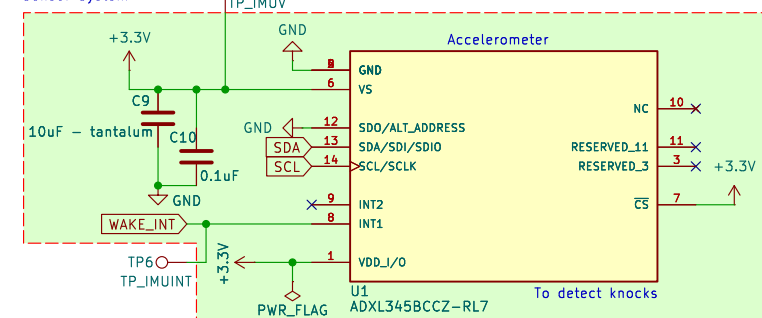 TP_IMUV
GND
Accelerometer
+3.3V
GND
6
VS
C9
10uF - tantalum
C10
0.1uF
GND
GND
12
SDO/ALT_ADDRESS
SDA
13
SDA/SDI/SDIO
SCL
14
SCL/SCLK
9
INT2
WAKE_INT
8
INT1
TP6
TP_IMUINT
+3.3V
1
VDD_I/O
PWR_FLAG
NC
10
RESERVED_11
11
RESERVED_3
3
+3.3V
CS
7
U1
ADXL345BCCZ-RL7
To detect knocks